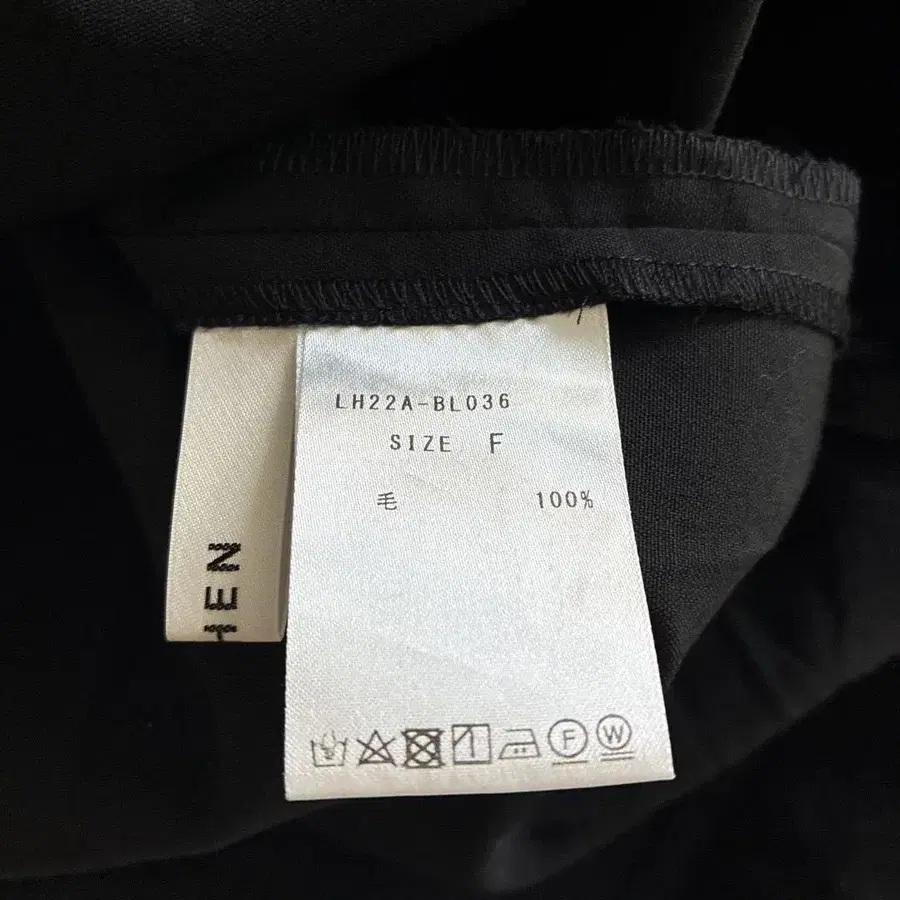 LH22A-BL036
SIZE F
毛 100%
HEN
F W